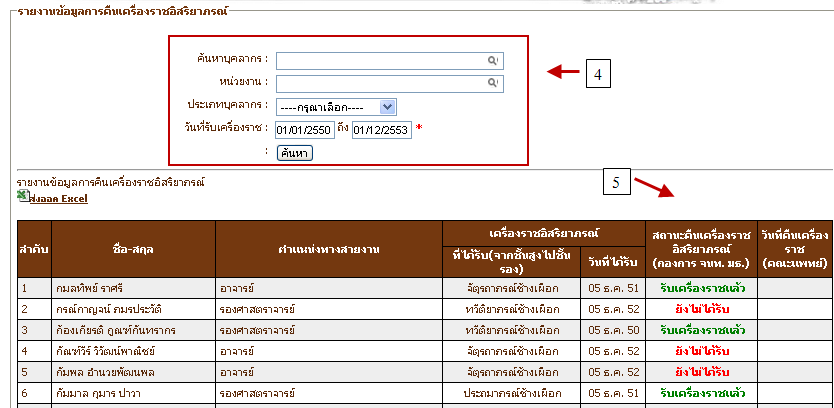 รายงานข้อมูลการคืนเครื่องราชอิสริยาภรณ์
ค้นหาบุคลากร :
หน่วยงาน :
4
ประเภทบุคลากร : ----กรุณาเลือก----
วันที่รับเครื่องราช : 01/01/2550 ถึง 01/12/2553 *
: ค้นหา
รายงานข้อมูลการคืนเครื่องราชอิสริยาภรณ์
5
ส่งออก Excel
ลำดับ ชื่อ-สกุล ตำแหน่งทางสายงาน เครื่องราชอิสริยาภรณ์ สถานะคืนเครื่องราชอิสริยาภรณ์ (กองการ จนท. มธ.) วันที่คืนเครื่องราช (คณะแพทย์)
ที่ได้รับ(จากชั้นสูงไปชั้นรอง) วันที่ได้รับ
1 กมลทิพย์ ราศรี อาจารย์ จัตุรถาภรณ์ช้างเผือก 05 ธ.ค. 51 รับเครื่องราชแล้ว
2 กรณ์กาญจน์ ภมรประวัติ รองศาสตราจารย์ ทวีติยาภรณ์ช้างเผือก 05 ธ.ค. 52 ยังไม่ได้รับ
3 ก้องเกียรติ กูณฑ์กันทรากร รองศาสตราจารย์ ทวีติยาภรณ์ช้างเผือก 05 ธ.ค. 50 รับเครื่องราชแล้ว
4 กัณฑ์วีร์ วิวัฒน์พาณิชย์ อาจารย์ จัตุรถาภรณ์ช้างเผือก 05 ธ.ค. 52 ยังไม่ได้รับ
5 กัมพล อำนวยพัฒนพล อาจารย์ จัตุรถาภรณ์ช้างเผือก 05 ธ.ค. 52 ยังไม่ได้รับ
6 กัมมาล กุมาร ปาวา รองศาสตราจารย์ ประถมาภรณ์ช้างเผือก 05 ธ.ค. 51 รับเครื่องราชแล้ว